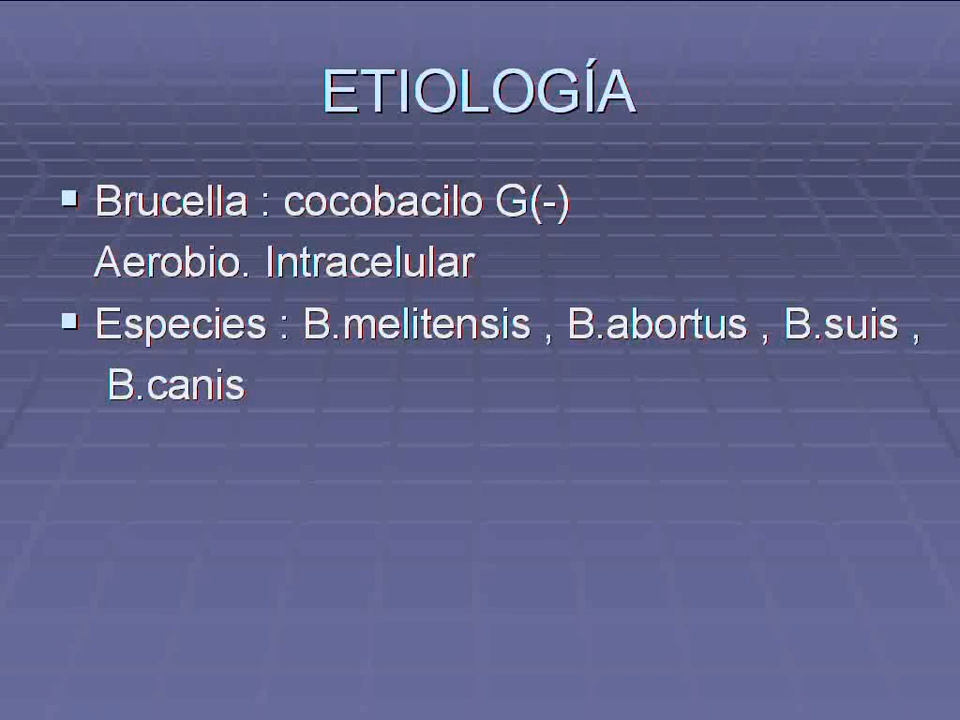 ETIOLOGÍA
▪ Brucella : cocobacilo G(-)
Aerobio. Intracelular
▪ Especies : B.melitensis , B.abortus , B.suis ,
B.canis